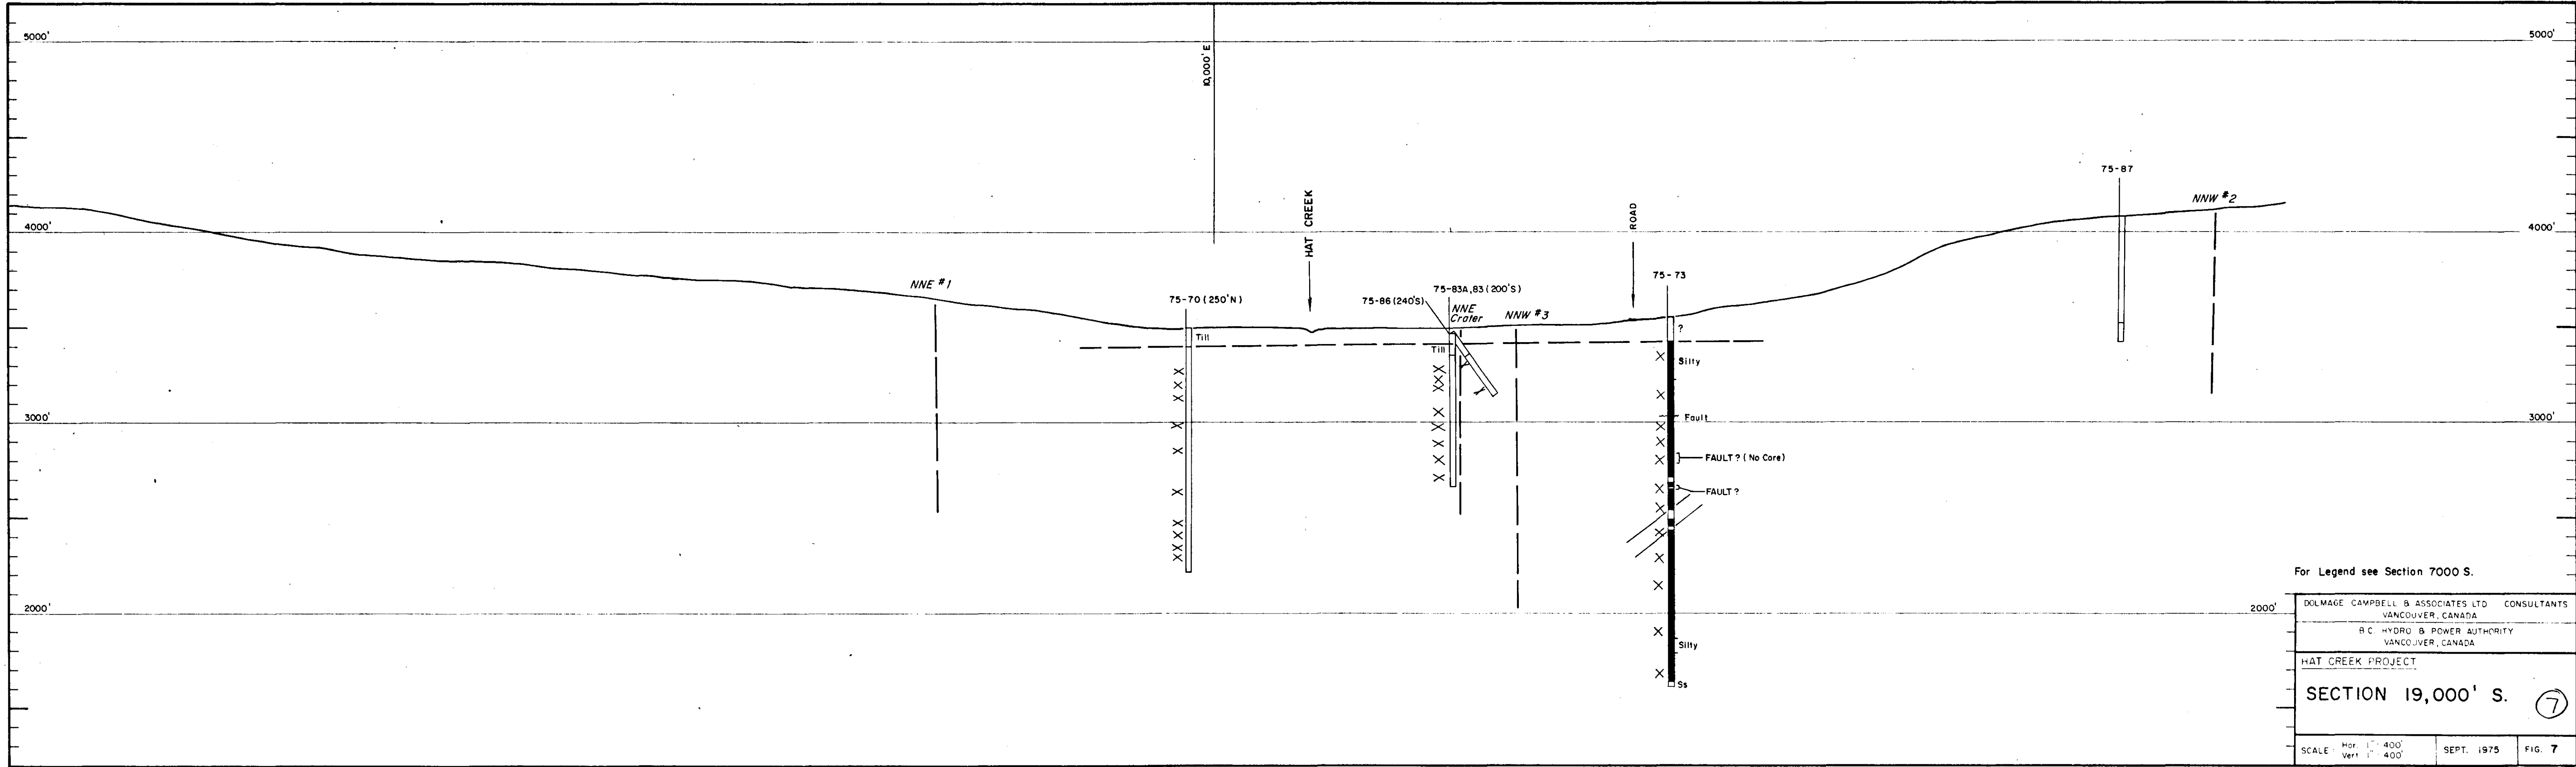 5000'
5000'
10,000' E
75-87
NNW #2
4000'
4000'
HAT CREEK
ROAD
NNE #1
75-70 (250'N)
75-86 (240'S)
75-83A,83 (200'S)
NNE
Crater
NNW #3
75-73
Till
Till
?
Silty
3000'
3000'
Fault
FAULT? (No Core)
FAULT?
2000'
2000'
Silty
Ss
For Legend see Section 7000 S.
DOLMAGE CAMPBELL & ASSOCIATES LTD CONSULTANTS
VANCOUVER, CANADA
B.C. HYDRO & POWER AUTHORITY
VANCOUVER, CANADA
HAT CREEK PROJECT
SECTION 19,000' S.
7
SCALE: Hor. 1" = 400'
Vert. 1" = 400'
SEPT. 1975
FIG. 7